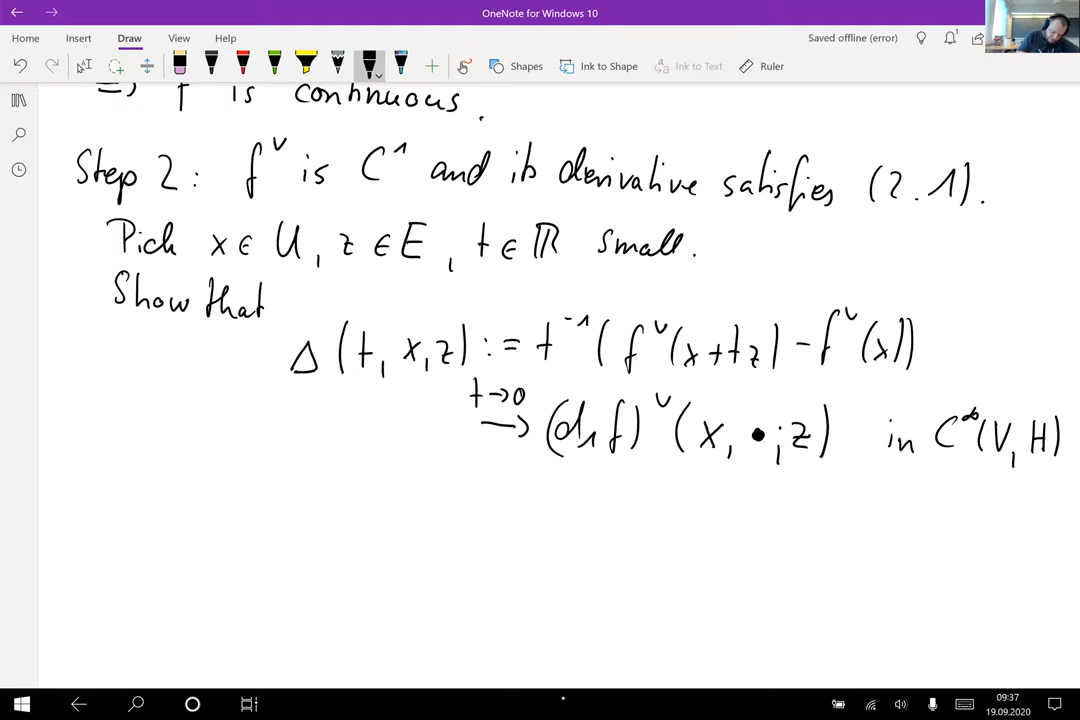 OneNote for Windows 10
Home Insert Draw View Help Saved offline (error)
Shapes Ink to Shape Ink to Text Ruler
=> f is continuous.
Step 2: f^∨ is C^1 and its derivative satisfies (2.1).
Pick x ∈ U, z ∈ E, t ∈ ℝ small.
Show that
Δ(t, x, z) := t^{-1}(f^∨(x+tz) - f^∨(x))
t→0
→ (d_1 f)^∨(x, •; z) in C^∞(V, H)
09:37
19.09.2020